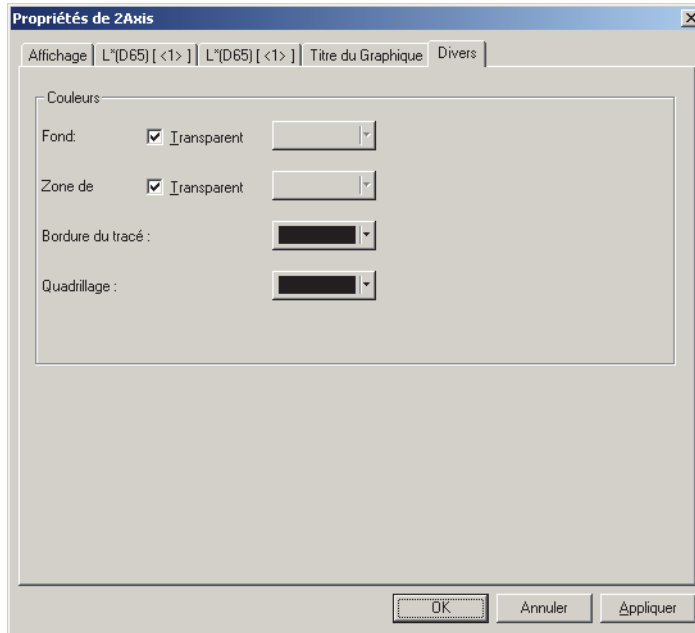 Propriétés de 2Axis
Affichage L*(D65) [ <1> ] L*(D65) [ <1> ] Titre du Graphique Divers
Couleurs
Fond: Transparent
Zone de Transparent
Bordure du tracé :
Quadrillage :
OK Annuler Appliquer